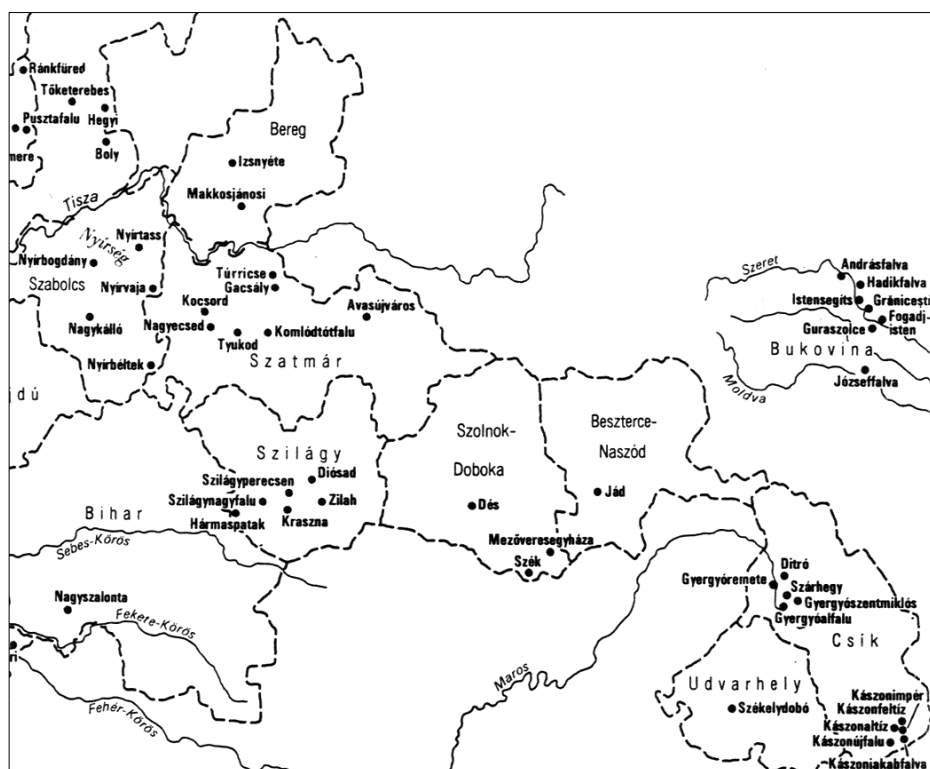 Ránkfüred
Tőketerebes
Pusztafalu
Hegyi
mere
Boly
Bereg
Izsnyéte
Makkosjánosi
Tisza
Nyírség
Nyírtass
Nyírbogdány
Szabolcs
Nyírvaja
Nagykálló
Nyírbéltek
jdú
Túrricse
Gacsály
Kocsord
Nagyecsed
Tyukod
Komlódtótfalu
Avasújváros
Szatmár
Szeret
Andrásfalva
Hadikfalva
Istensegíts
Grániceşti
Fogadj-
isten
Guraszolce
Bukovina
Moldva
Józseffalva
Szilágy
Diósad
Szilágyperecsen
Szilágynagyfalu
Zilah
Hármaspatak
Kraszna
Szolnok-
Doboka
Dés
Beszterce-
Naszód
Jád
Mezőveresegyháza
Szék
Bihar
Sebes-Körös
Nagyszalonta
Fekete-Körös
ri
Fehér-Körös
Maros
Ditró
Gyergyóremete
Szárhegy
Gyergyószentmiklós
Gyergyóalfalu
Csík
Udvarhely
Székelydobó
Kászonimpér
Kászonfeltíz
Kászonaltíz
Kászonújfalu
Kászonjakabfalva